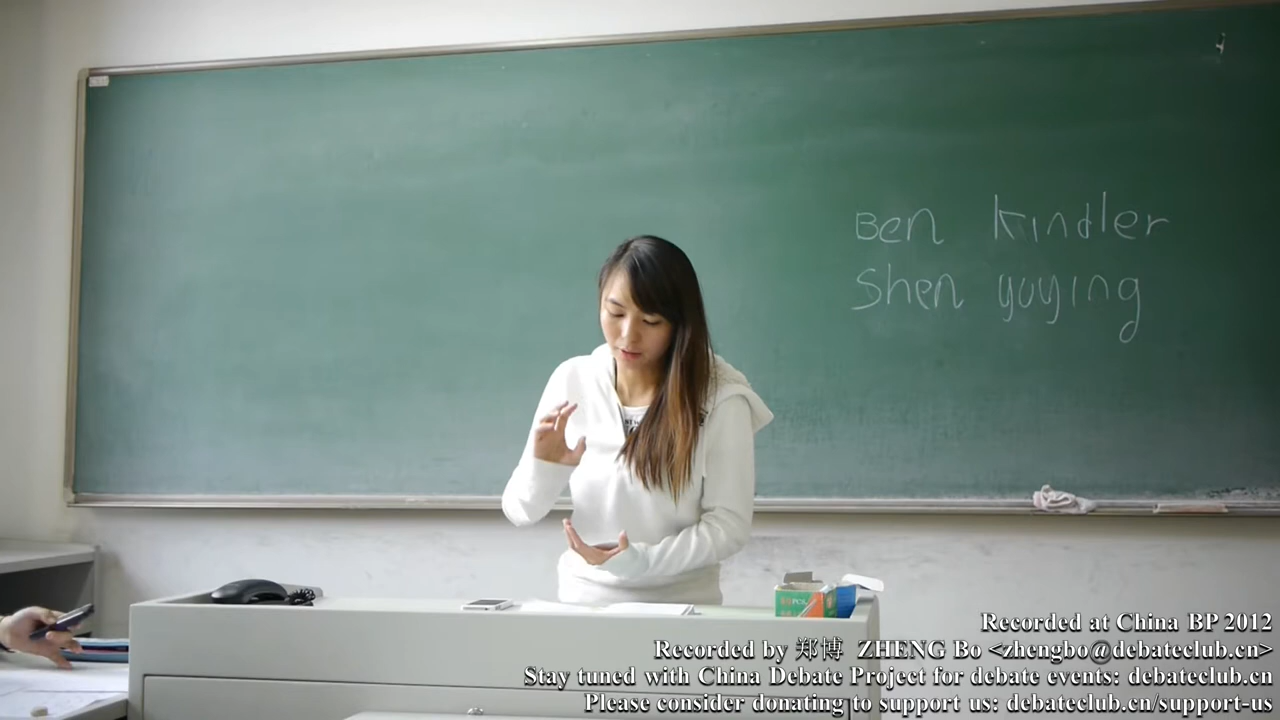 Ben Kindler
Shen yuying
Recorded at China BP 2012
Recorded by 郑博 ZHENG Bo <zhengbo@debateclub.cn>
Stay tuned with China Debate Project for debate events: debateclub.cn
Please consider donating to support us: debateclub.cn/support-us